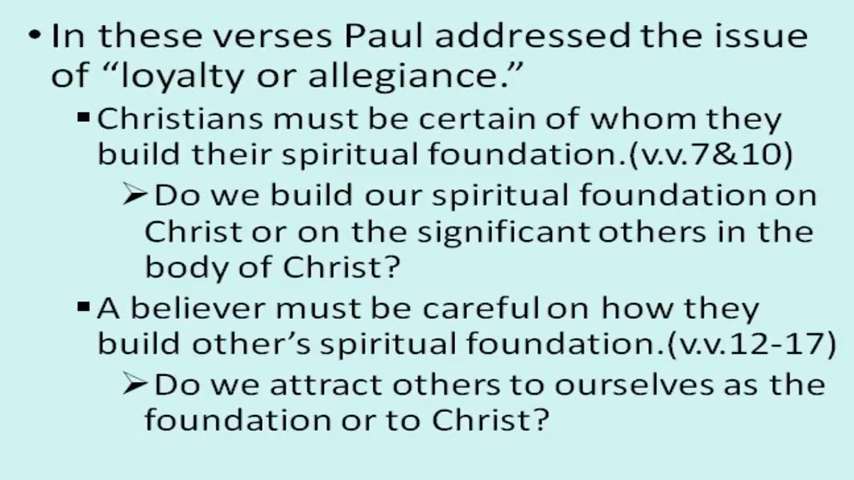 • In these verses Paul addressed the issue
of “loyalty or allegiance.”
▪ Christians must be certain of whom they
build their spiritual foundation.(v.v.7&10)
➢ Do we build our spiritual foundation on
Christ or on the significant others in the
body of Christ?
▪ A believer must be careful on how they
build other’s spiritual foundation.(v.v.12-17)
➢ Do we attract others to ourselves as the
foundation or to Christ?